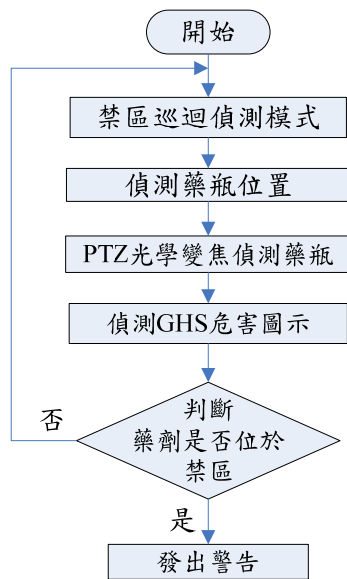 開始
禁區巡迴偵測模式
偵測藥瓶位置
PTZ光學變焦偵測藥瓶
偵測GHS危害圖示
判斷
藥劑是否位於
禁區
否
是
發出警告